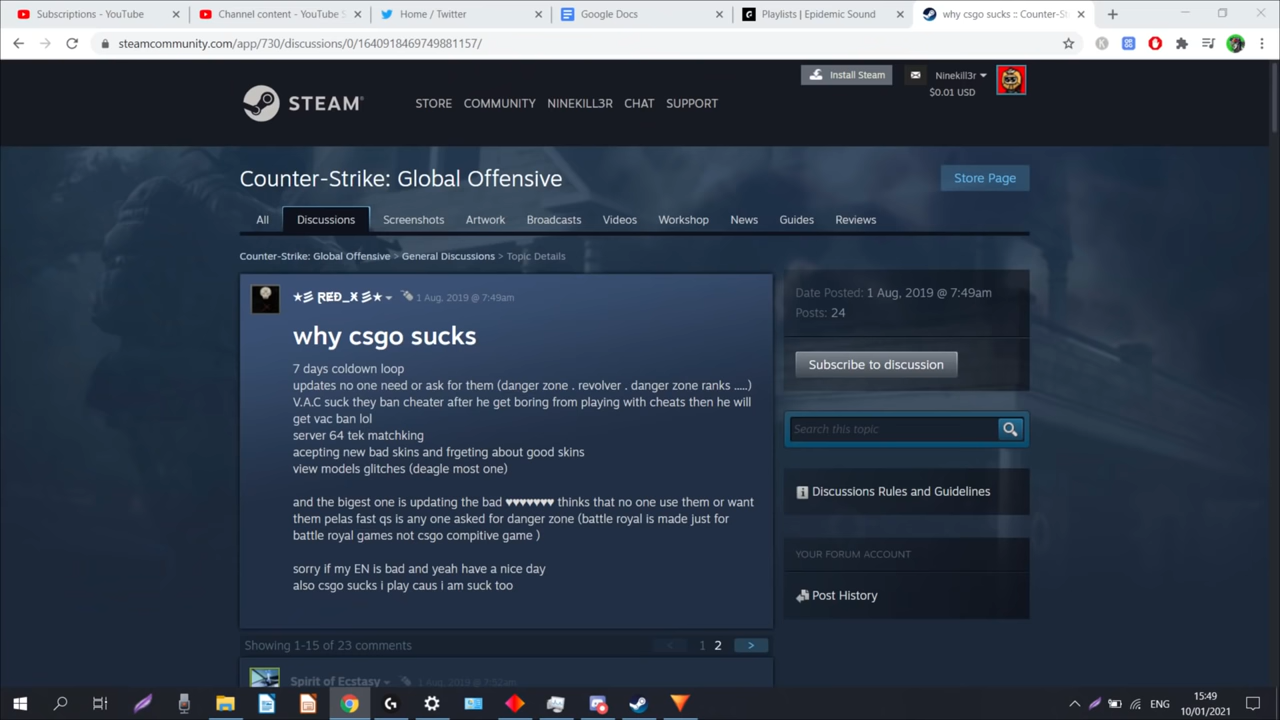 Subscriptions - YouTube
Channel content - YouTube S
Home / Twitter
Google Docs
Playlists | Epidemic Sound
why csgo sucks :: Counter-St
steamcommunity.com/app/730/discussions/0/1640918469749881157/
Install Steam
Ninekill3r
$0.01 USD
STEAM®
STORE COMMUNITY NINEKILL3R CHAT SUPPORT
Counter-Strike: Global Offensive
Store Page
All Discussions Screenshots Artwork Broadcasts Videos Workshop News Guides Reviews
Counter-Strike: Global Offensive > General Discussions > Topic Details
★彡 ɌED_X 彡★ 1 Aug, 2019 @ 7:49am
why csgo sucks
7 days coldown loop
updates no one need or ask for them (danger zone . revolver . danger zone ranks .....)
V.A.C suck they ban cheater after he get boring from playing with cheats then he will
get vac ban lol
server 64 tek matchking
acepting new bad skins and frgeting about good skins
view models glitches (deagle most one)
and the bigest one is updating the bad ♥♥♥♥♥♥♥ thinks that no one use them or want
them pelas fast qs is any one asked for danger zone (battle royal is made just for
battle royal games not csgo compitive game )
sorry if my EN is bad and yeah have a nice day
also csgo sucks i play caus i am suck too
Date Posted: 1 Aug, 2019 @ 7:49am
Posts: 24
Subscribe to discussion
Search this topic
Discussions Rules and Guidelines
YOUR FORUM ACCOUNT
Post History
Showing 1-15 of 23 comments
< 1 2 >
Spirit of Ecstasy 1 Aug, 2019 @ 7:52am
ENG
15:49
10/01/2021